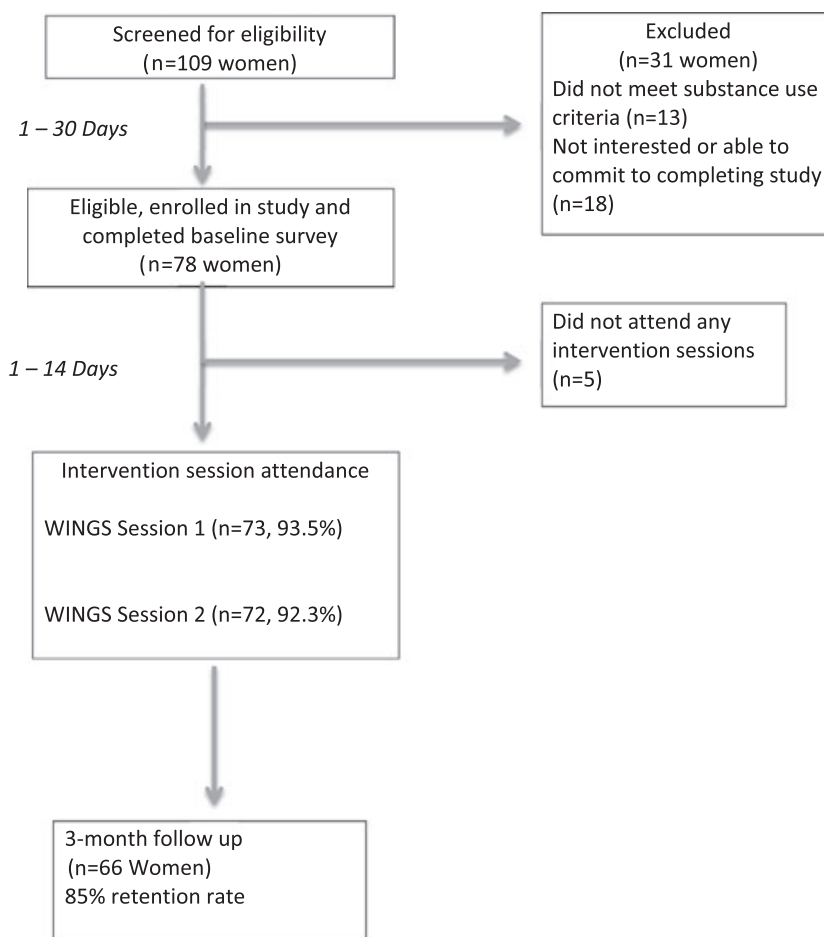 Screened for eligibility
(n=109 women)
Excluded
(n=31 women)
Did not meet substance use
criteria (n=13)
Not interested or able to
commit to completing study
(n=18)
1 – 30 Days
Eligible, enrolled in study and
completed baseline survey
(n=78 women)
Did not attend any
intervention sessions
(n=5)
1 – 14 Days
Intervention session attendance
WINGS Session 1 (n=73, 93.5%)
WINGS Session 2 (n=72, 92.3%)
3-month follow up
(n=66 Women)
85% retention rate